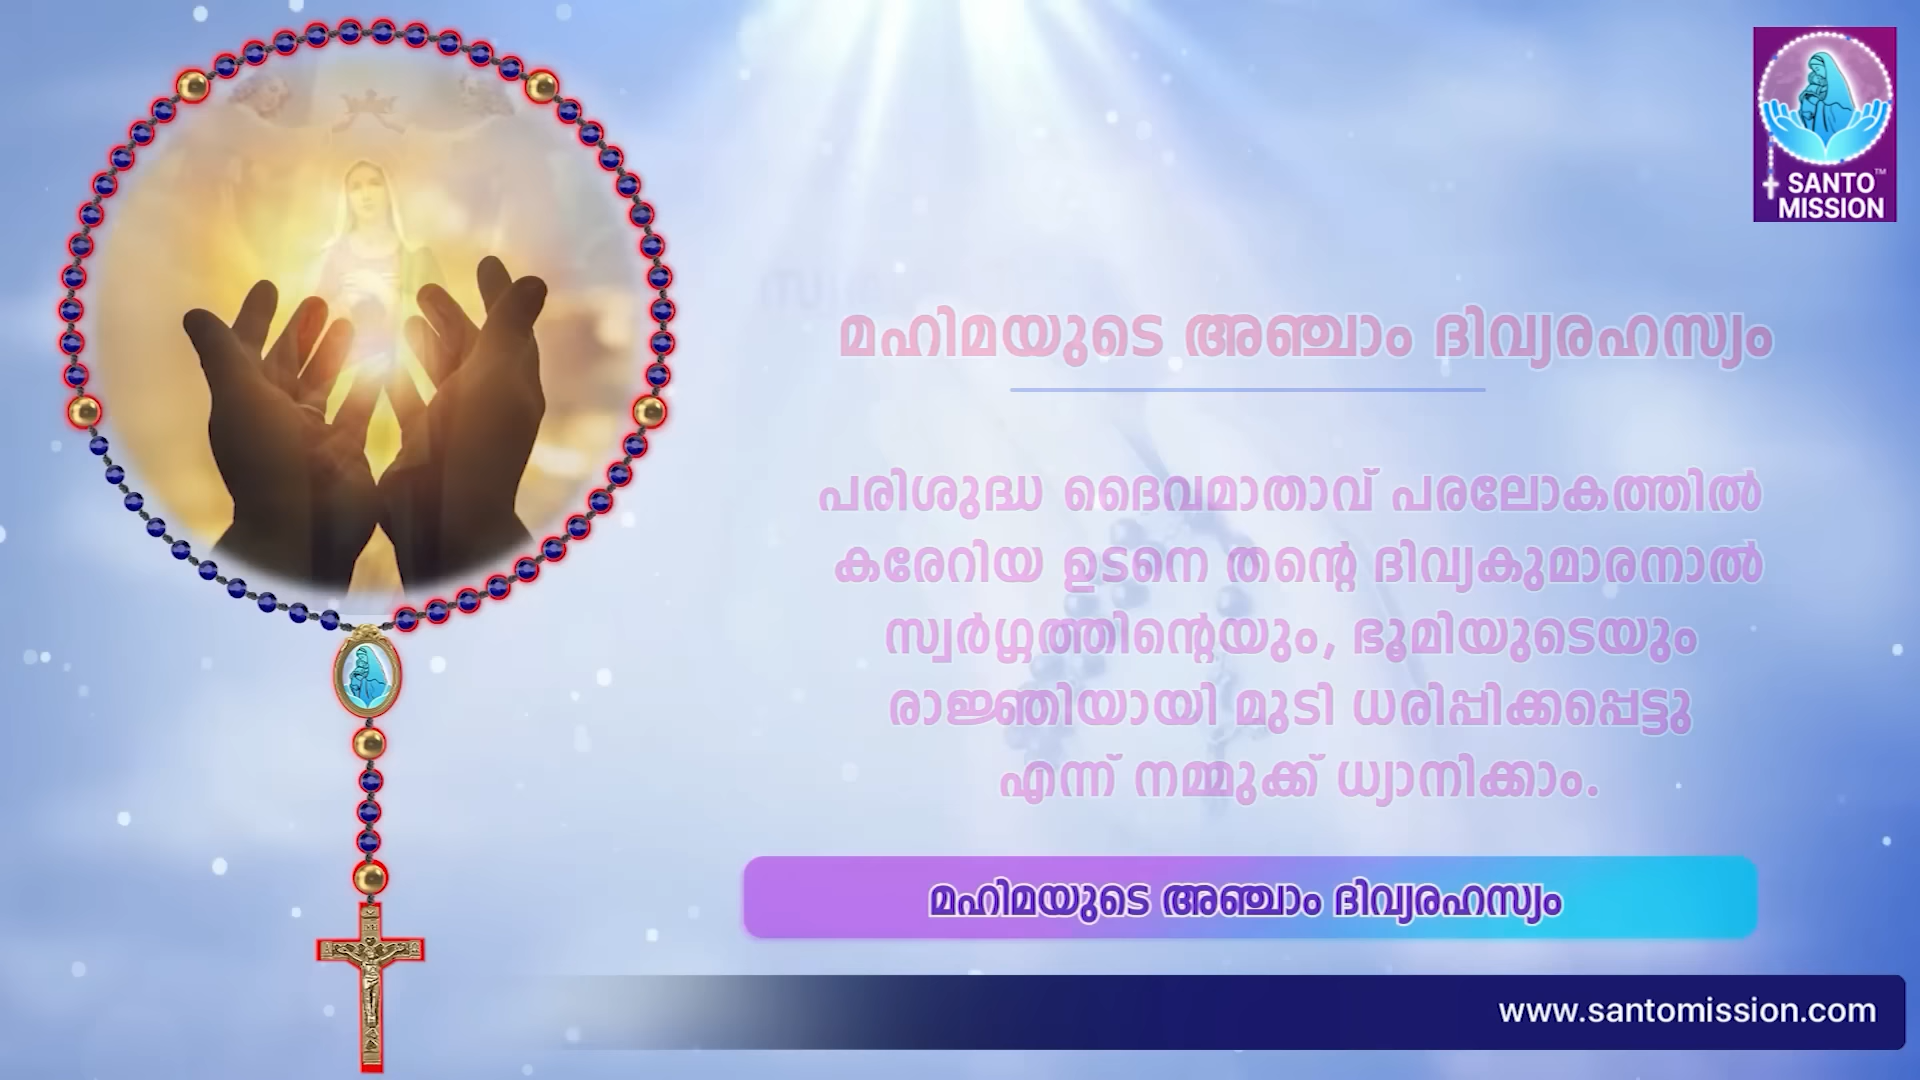 SANTO™
MISSION
മഹിമയുടെ അഞ്ചാം ദിവ്യരഹസ്യം
പരിശുദ്ധ ദൈവമാതാവ് പരലോകത്തിൽ
കരേറിയ ഉടനെ തന്റെ ദിവ്യകുമാരനാൽ
സ്വർഗ്ഗത്തിന്റെയും, ഭൂമിയുടെയും
രാജ്ഞിയായി മുടി ധരിപ്പിക്കപ്പെട്ടു
എന്ന് നമ്മുക്ക് ധ്യാനിക്കാം.
മഹിമയുടെ അഞ്ചാം ദിവ്യരഹസ്യം
www.santomission.com